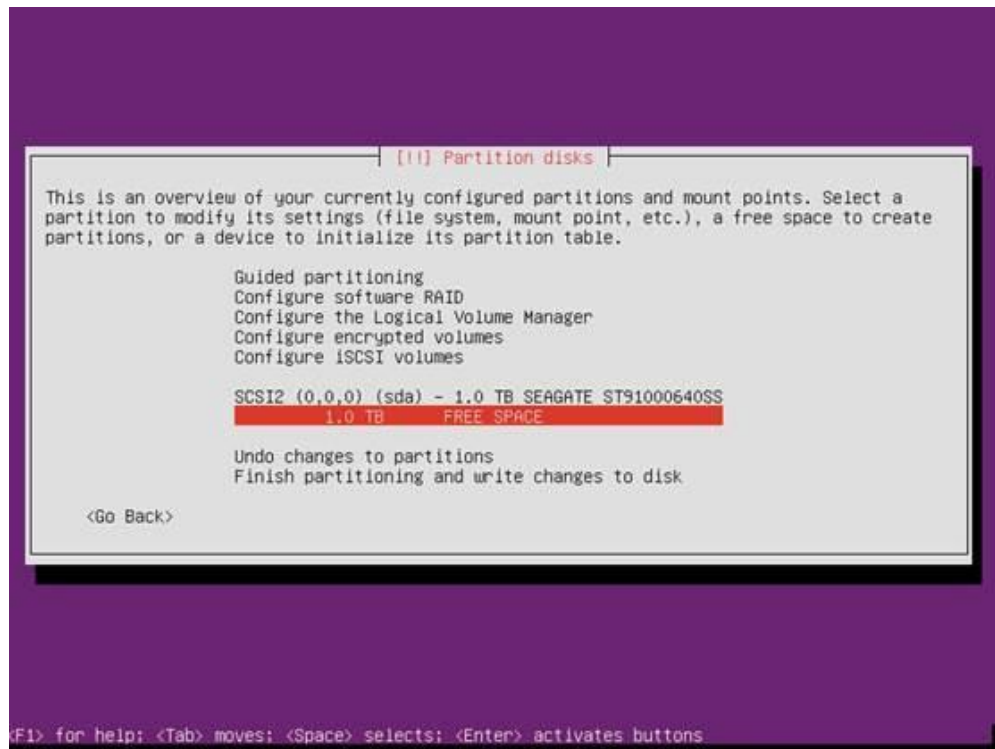 [!!] Partition disks
This is an overview of your currently configured partitions and mount points. Select a
partition to modify its settings (file system, mount point, etc.), a free space to create
partitions, or a device to initialize its partition table.
Guided partitioning
Configure software RAID
Configure the Logical Volume Manager
Configure encrypted volumes
Configure iSCSI volumes
SCSI2 (0,0,0) (sda) - 1.0 TB SEAGATE ST91000640SS
1.0 TB FREE SPACE
Undo changes to partitions
Finish partitioning and write changes to disk
<Go Back>
<F1> for help; <Tab> moves; <Space> selects; <Enter> activates buttons